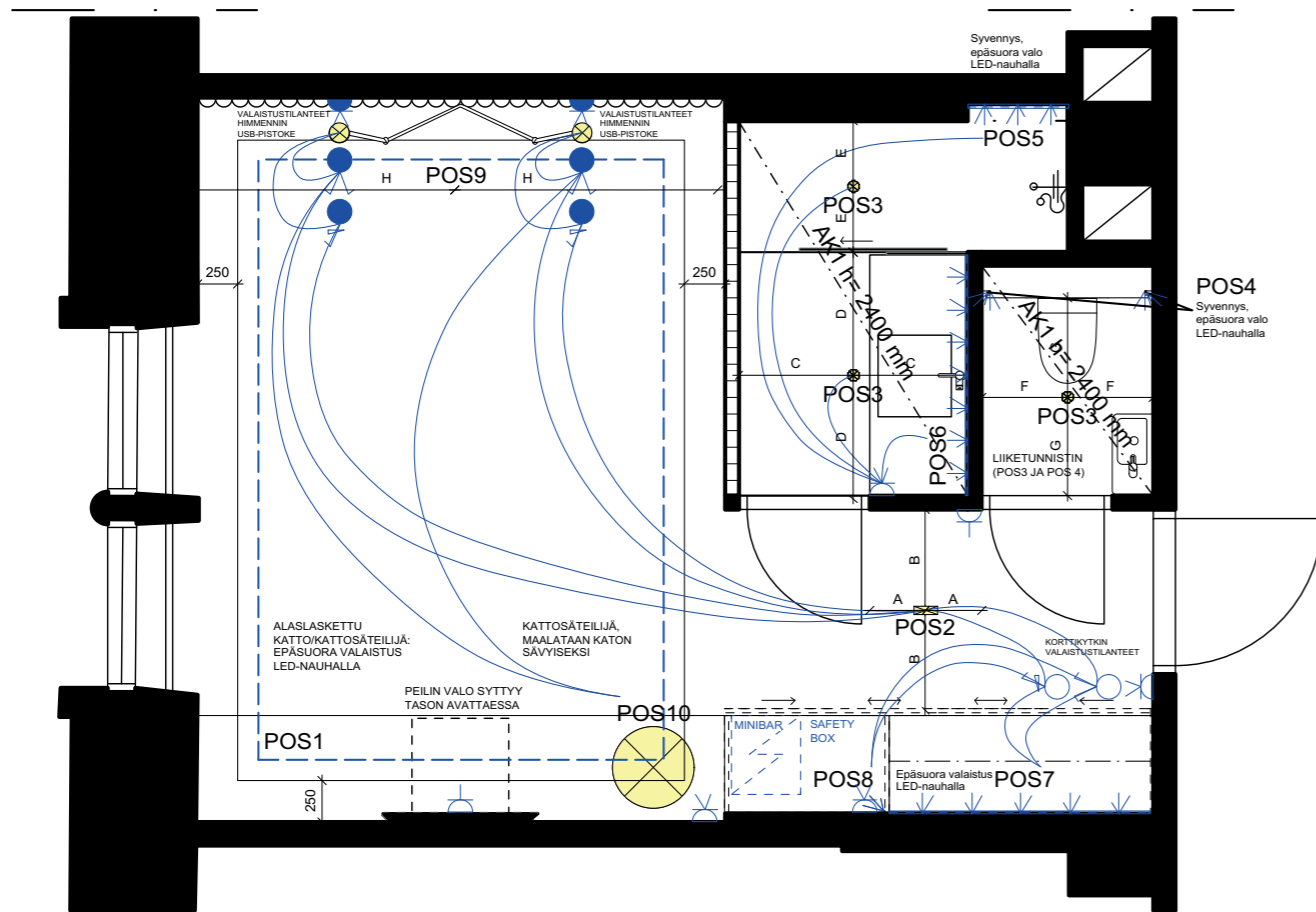 Syvennys,
epäsuora valo
LED-nauhalla
VALAISTUSTILANTEET
HIMMENNIN
USB-PISTOKE
VALAISTUSTILANTEET
HIMMENNIN
USB-PISTOKE
POS5
E
H
POS9
H
POS3
E
AK1 h= 2400 mm
250
250
POS4
Syvennys,
epäsuora valo
LED-nauhalla
D
AK1 h= 2400 mm
G
C
C
POS3
F
F
POS3
D
POS6
G
LIIKETUNNISTIN
(POS3 JA POS 4)
B
A
A
POS2
B
ALASLASKETTU
KATTO/KATTOSÄTEILIJÄ:
EPÄSUORA VALAISTUS
LED-NAUHALLA
KATTOSÄTEILIJÄ,
MAALATAAN KATON
SÄVYISEKSI
KORTTIKYTKIN
VALAISTUSTILANTEET
PEILIN VALO SYTTYY
TASON AVATTAESSA
POS10
POS1
MINIBAR
SAFETY
BOX
POS8
Epäsuora valaistus
LED-nauhalla
POS7
250